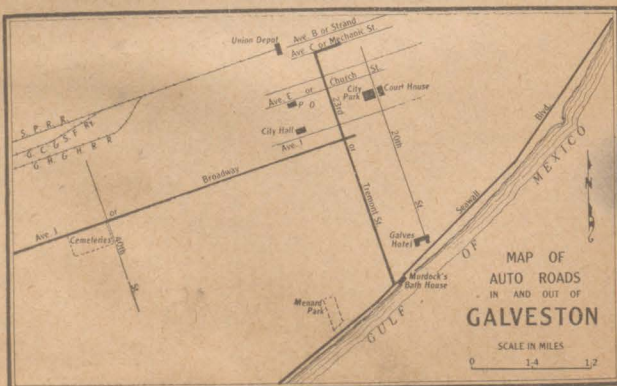 Union Depot
Ave. B or Strand
Ave. C or Mechanic St.
Ave. E or Church St.
P O
City Park
Court House
City Hall
Ave. I
23rd or Tremont St.
20th St.
S. P. R. R.
G. C. & S. F. R.
G. H. & H. R. R.
Ave. J or Broadway
Cemeteries
40th St.
Galvez Hotel
Murdock's Bath House
Menard Park
Seawall Blvd.
GULF OF MEXICO
N
MAP OF
AUTO ROADS
IN AND OUT OF
GALVESTON
SCALE IN MILES
0 1-4 1-2